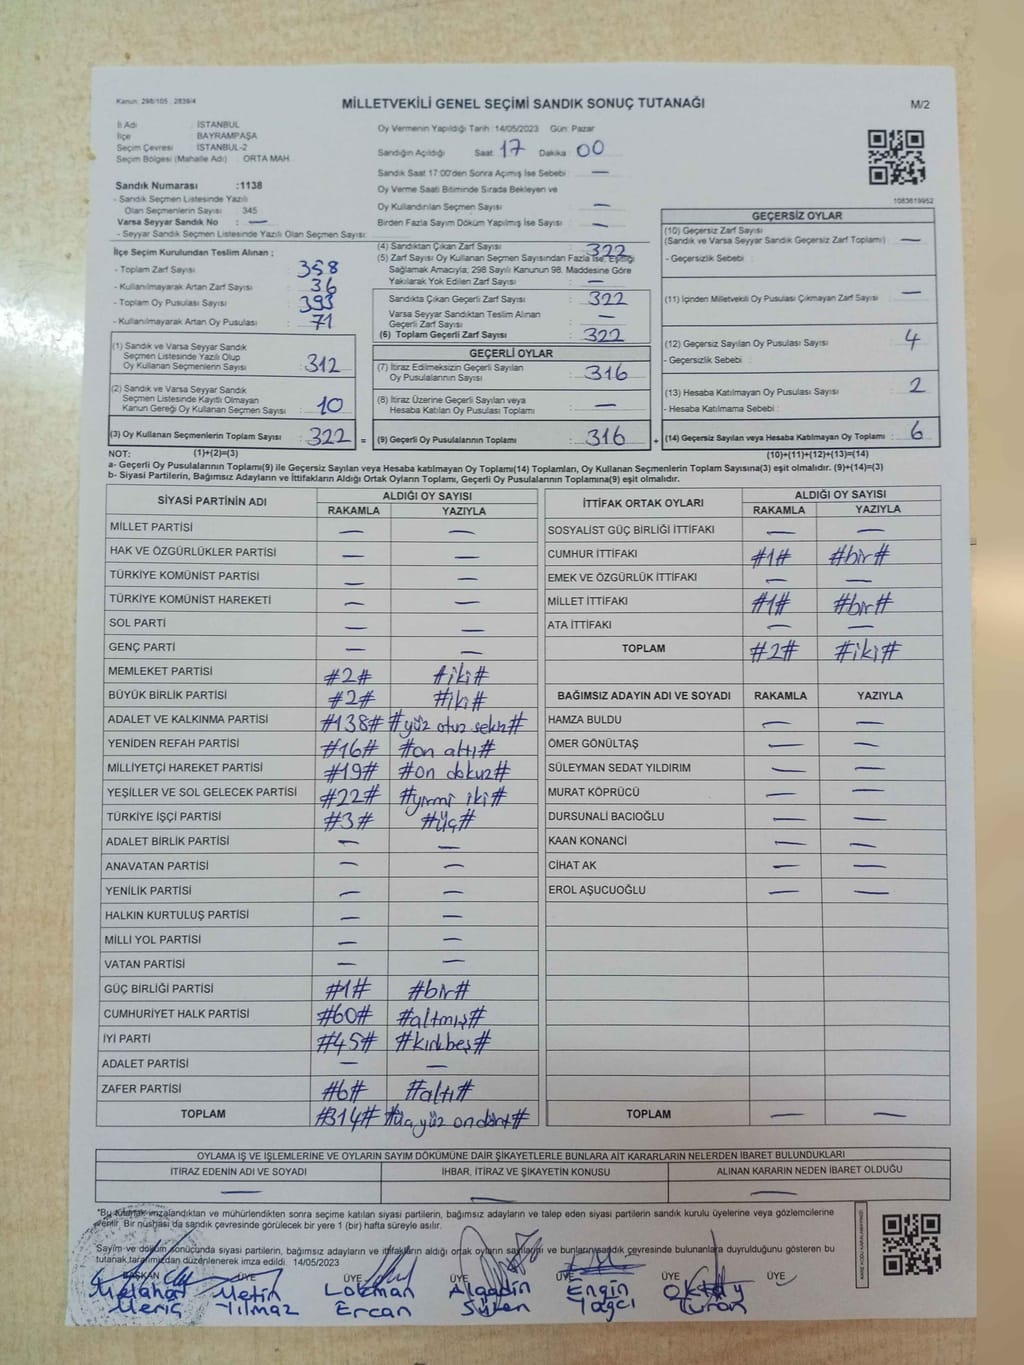 Kanun: 298/105 , 2839/4
MİLLETVEKİLİ GENEL SEÇİMİ SANDIK SONUÇ TUTANAĞI
M/2
İl Adı : İSTANBUL
İlçe : BAYRAMPAŞA
Seçim Çevresi : İSTANBUL-2
Seçim Bölgesi (Mahalle Adı) : ORTA MAH.
Sandık Numarası :1138
- Sandık Seçmen Listesinde Yazılı
Olan Seçmenlerin Sayısı : 345
Varsa Seyyar Sandık No : —
- Seyyar Sandık Seçmen Listesinde Yazılı Olan Seçmen Sayısı:
Oy Vermenin Yapıldığı Tarih :14/05/2023 Gün: Pazar
Sandığın Açıldığı Saat 17 Dakika 00
Sandık Saat 17:00'den Sonra Açımış İse Sebebi : —
Oy Verme Saati Bitiminde Sırada Bekleyen ve
Oy Kullandırılan Seçmen Sayısı : —
Birden Fazla Sayım Döküm Yapılmış İse Sayısı : —
1083619952
İlçe Seçim Kurulundan Teslim Alınan ;
- Toplam Zarf Sayısı : 358
- Kullanılmayarak Artan Zarf Sayısı : 36
- Toplam Oy Pusulası Sayısı : 393
- Kullanılmayarak Artan Oy Pusulası : 71
(1) Sandık ve Varsa Seyyar Sandık
Seçmen Listesinde Yazılı Olup
Oy Kullanan Seçmenlerin Sayısı : 312
(2) Sandık ve Varsa Seyyar Sandık
Seçmen Listesinde Kayıtlı Olmayan
Kanun Gereği Oy Kullanan Seçmen Sayısı : 10
(3) Oy Kullanan Seçmenlerin Toplam Sayısı : 322 =
(4) Sandıktan Çıkan Zarf Sayısı : 322
(5) Zarf Sayısı Oy Kullanan Seçmen Sayısından Fazla İse, Eşitliği
Sağlamak Amacıyla; 298 Sayılı Kanunun 98. Maddesine Göre
Yakılarak Yok Edilen Zarf Sayısı : —
Sandıkta Çıkan Geçerli Zarf Sayısı : 322
Varsa Seyyar Sandıktan Teslim Alınan
Geçerli Zarf Sayısı : —
(6) Toplam Geçerli Zarf Sayısı : 322
GEÇERLİ OYLAR
(7) İtiraz Edilmeksizin Geçerli Sayılan
Oy Pusulalarının Sayısı : 316
(8) İtiraz Üzerine Geçerli Sayılan veya
Hesaba Katılan Oy Pusulası Toplamı : —
(9) Geçerli Oy Pusulalarının Toplamı : 316 +
GEÇERSİZ OYLAR
(10) Geçersiz Zarf Sayısı
(Sandık ve Varsa Seyyar Sandık Geçersiz Zarf Toplamı) : —
- Geçersizlik Sebebi :
(11) İçinden Milletvekili Oy Pusulası Çıkmayan Zarf Sayısı : —
(12) Geçersiz Sayılan Oy Pusulası Sayısı : 4
- Geçersizlik Sebebi :
(13) Hesaba Katılmayan Oy Pusulası Sayısı : 2
- Hesaba Katılmama Sebebi :
(14) Geçersiz Sayılan veya Hesaba Katılmayan Oy Toplamı : 6
NOT: (1)+(2)=(3) (10)+(11)+(12)+(13)=(14)
a- Geçerli Oy Pusulalarının Toplamı(9) ile Geçersiz Sayılan veya Hesaba katılmayan Oy Toplamı(14) Toplamları, Oy Kullanan Seçmenlerin Toplam Sayısına(3) eşit olmalıdır. (9)+(14)=(3)
b- Siyasi Partilerin, Bağımsız Adayların ve İttifakların Aldığı Ortak Oyların Toplamı, Geçerli Oy Pusulalarının Toplamına(9) eşit olmalıdır.
SİYASİ PARTİNİN ADI ALDIĞI OY SAYISI
RAKAMLA YAZIYLA
MİLLET PARTİSİ — —
HAK VE ÖZGÜRLÜKLER PARTİSİ — —
TÜRKİYE KOMÜNİST PARTİSİ — —
TÜRKİYE KOMÜNİST HAREKETİ — —
SOL PARTİ — —
GENÇ PARTİ — —
MEMLEKET PARTİSİ #2# #iki#
BÜYÜK BİRLİK PARTİSİ #2# #iki#
ADALET VE KALKINMA PARTİSİ #138# #yüz otuz sekiz#
YENİDEN REFAH PARTİSİ #16# #on altı#
MİLLİYETÇİ HAREKET PARTİSİ #19# #on dokuz#
YEŞİLLER VE SOL GELECEK PARTİSİ #22# #yirmi iki#
TÜRKİYE İŞÇİ PARTİSİ #3# #üç#
ADALET BİRLİK PARTİSİ — —
ANAVATAN PARTİSİ — —
YENİLİK PARTİSİ — —
HALKIN KURTULUŞ PARTİSİ — —
MİLLİ YOL PARTİSİ — —
VATAN PARTİSİ — —
GÜÇ BİRLİĞİ PARTİSİ #1# #bir#
CUMHURİYET HALK PARTİSİ #60# #altmış#
İYİ PARTİ #45# #kırkbeş#
ADALET PARTİSİ — —
ZAFER PARTİSİ #6# #altı#
TOPLAM #314# #üç yüz ondört#
İTTİFAK ORTAK OYLARI ALDIĞI OY SAYISI
RAKAMLA YAZIYLA
SOSYALİST GÜÇ BİRLİĞİ İTTİFAKI — —
CUMHUR İTTİFAKI #1# #bir#
EMEK VE ÖZGÜRLÜK İTTİFAKI — —
MİLLET İTTİFAKI #1# #bir#
ATA İTTİFAKI — —
TOPLAM #2# #iki#
BAĞIMSIZ ADAYIN ADI VE SOYADI RAKAMLA YAZIYLA
HAMZA BULDU — —
ÖMER GÖNÜLTAŞ — —
SÜLEYMAN SEDAT YILDIRIM — —
MURAT KÖPRÜCÜ — —
DURSUNALİ BACIOĞLU — —
KAAN KONANCİ — —
CİHAT AK — —
EROL AŞUCUOĞLU — —
TOPLAM — —
OYLAMA İŞ VE İŞLEMLERİNE VE OYLARIN SAYIM DÖKÜMÜNE DAİR ŞİKAYETLERLE BUNLARA AİT KARARLARIN NELERDEN İBARET BULUNDUKLARI
İTİRAZ EDENİN ADI VE SOYADI İHBAR, İTİRAZ VE ŞİKAYETİN KONUSU ALINAN KARARIN NEDEN İBARET OLDUĞU
— — —
*Bu tutanak imzalandıktan ve mühürlendikten sonra seçime katılan siyasi partilerin, bağımsız adayların ve talep eden siyasi partilerin sandık kurulu üyelerine veya gözlemcilerine
verilir. Bir nüshası da sandık çevresinde görülecek bir yere 1 (bir) hafta süreyle asılır.
Sayım ve döküm sonucunda siyasi partilerin, bağımsız adayların ve ittifakların aldığı ortak oyların sayılarını ve bunların sandık çevresinde bulunanlara duyrulduğunu gösteren bu
tutanak tarafımızdan düzenlenerek imza edildi. 14/05/2023
BAŞKAN ÜYE ÜYE ÜYE ÜYE ÜYE ÜYE
Melahat Metin Lokman Algadin Engin Oktay
Meriç Yılmaz Ercan Süren Yağcı Turan